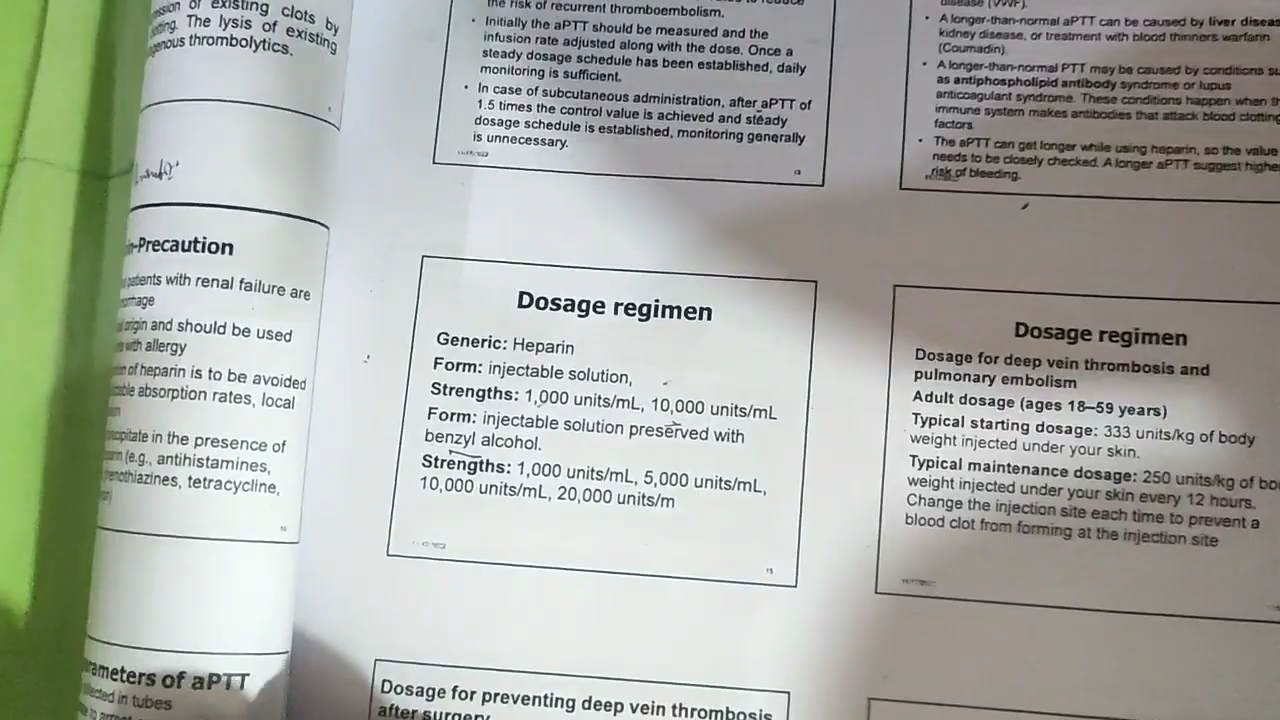 existing clots by
The lysis of existing
thrombolytics.
-Precaution
patients with renal failure are
origin and should be used
with allergy
of heparin is to be avoided
absorption rates, local
in the presence of
(e.g., antihistamines,
tetracycline,
of aPTT
in tubes
the risk of recurrent thromboembolism.
• Initially the aPTT should be measured and the
infusion rate adjusted along with the dose. Once a
steady dosage schedule has been established, daily
monitoring is sufficient.
• In case of subcutaneous administration, after aPTT of
1.5 times the control value is achieved and steady
dosage schedule is established, monitoring generally
is unnecessary.
Dosage regimen
Generic: Heparin
Form: injectable solution,
Strengths: 1,000 units/mL, 10,000 units/mL
Form: injectable solution preserved with
benzyl alcohol.
Strengths: 1,000 units/mL, 5,000 units/mL,
10,000 units/mL, 20,000 units/m
15
Dosage for preventing deep vein thrombosis
after surgery
disease (VWF).
• A longer-than-normal aPTT can be caused by liver
kidney disease, or treatment with blood thinners warfarin
(Coumadin).
• A longer-than-normal PTT may be caused by conditions
as antiphospholipid antibody syndrome or lupus
anticoagulant syndrome. These conditions happen when
immune system makes antibodies that attack blood clotting
factors.
• The aPTT can get longer while using heparin, so the value
needs to be closely checked. A longer aPTT suggest
risk of bleeding.
Dosage regimen
Dosage for deep vein thrombosis and
pulmonary embolism
Adult dosage (ages 18–59 years)
Typical starting dosage: 333 units/kg of body
weight injected under your skin.
Typical maintenance dosage: 250 units/kg of
weight injected under your skin every 12 hours.
Change the injection site each time to prevent a
blood clot from forming at the injection site